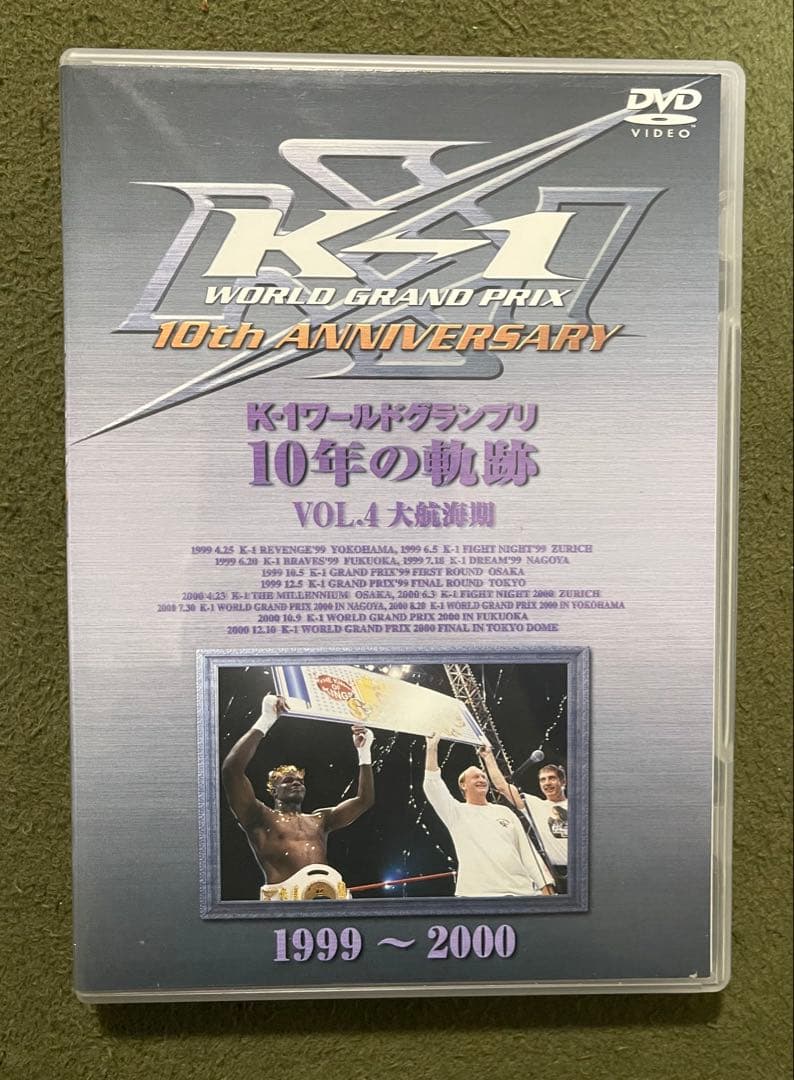 DVD
VIDEO
K-1
WORLD GRAND PRIX
10th ANNIVERSARY
K-1ワールドグランプリ
10年の軌跡
VOL.4 大航海期
1999 4.25 K-1 REVENGE'99 YOKOHAMA, 1999 6.5 K-1 FIGHT NIGHT'99 ZURICH
1999 6.20 K-1 BRAVES'99 FUKUOKA, 1999 7.18 K-1 DREAM'99 NAGOYA
1999 10.5 K-1 GRAND PRIX'99 FIRST ROUND OSAKA
1999 12.5 K-1 GRAND PRIX'99 FINAL ROUND TOKYO
2000 4.23 K-1 THE MILLENNIUM OSAKA, 2000 6.3 K-1 FIGHT NIGHT 2000 ZURICH
2000 7.30 K-1 WORLD GRAND PRIX 2000 IN NAGOYA, 2000 8.20 K-1 WORLD GRAND PRIX 2000 IN YOKOHAMA
2000 10.9 K-1 WORLD GRAND PRIX 2000 IN FUKUOKA
2000 12.10 K-1 WORLD GRAND PRIX 2000 FINAL IN TOKYO DOME
1999～2000